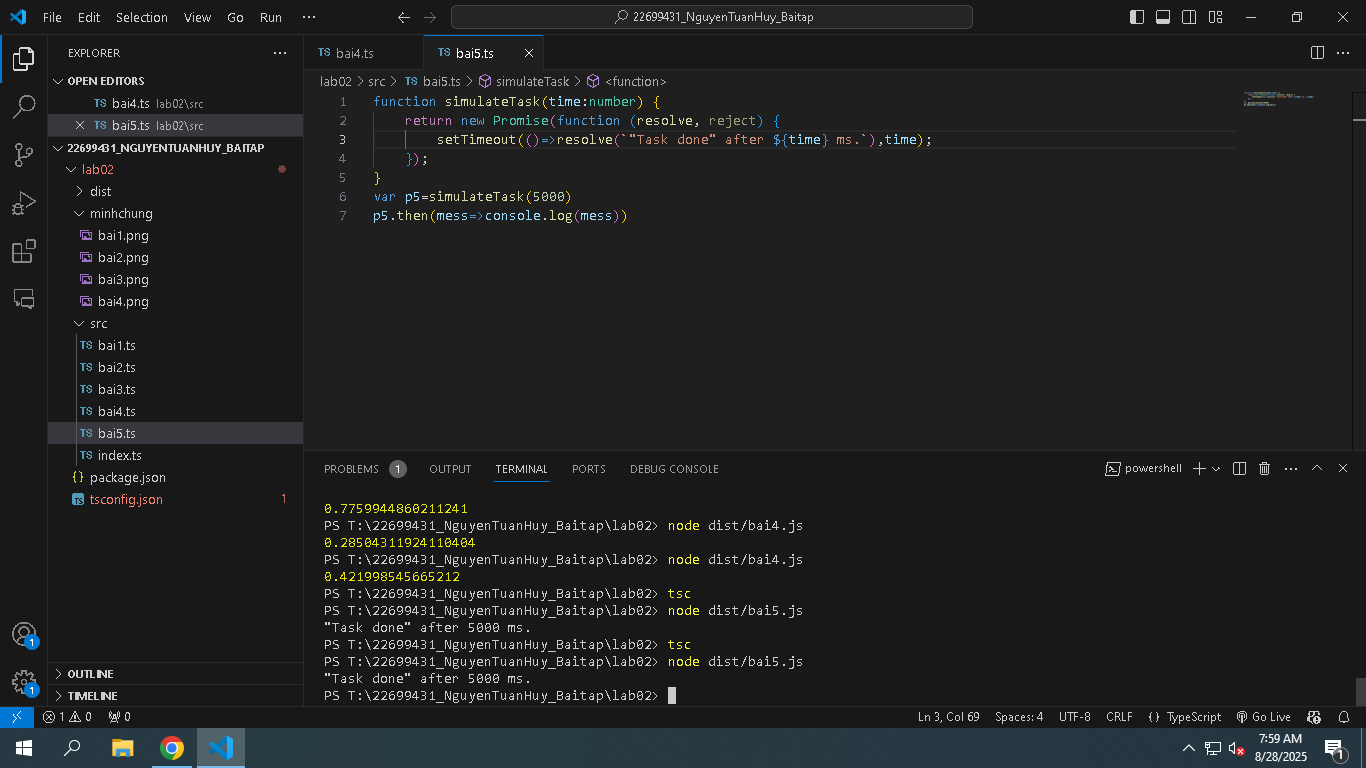 File Edit Selection View Go Run ··· 22699431_NguyenTuanHuy_Baitap
EXPLORER ···
OPEN EDITORS
TS bai4.ts lab02\src
TS bai5.ts lab02\src
22699431_NGUYENTUANHUY_BAITAP
lab02
dist
minhchung
bai1.png
bai2.png
bai3.png
bai4.png
src
TS bai1.ts
TS bai2.ts
TS bai3.ts
TS bai4.ts
TS bai5.ts
TS index.ts
{} package.json
TS tsconfig.json 1
OUTLINE
TIMELINE
1
1
TS bai4.ts TS bai5.ts
lab02 > src > TS bai5.ts > simulateTask > <function>
1 function simulateTask(time:number) {
2 return new Promise(function (resolve, reject) {
3 setTimeout(()=>resolve(`"Task done" after ${time} ms.`),time);
4 });
5 }
6 var p5=simulateTask(5000)
7 p5.then(mess=>console.log(mess))
PROBLEMS 1 OUTPUT TERMINAL PORTS DEBUG CONSOLE powershell
0.7759944860211241
PS T:\22699431_NguyenTuanHuy_Baitap\lab02> node dist/bai4.js
0.28504311924110404
PS T:\22699431_NguyenTuanHuy_Baitap\lab02> node dist/bai4.js
0.421998545665212
PS T:\22699431_NguyenTuanHuy_Baitap\lab02> tsc
PS T:\22699431_NguyenTuanHuy_Baitap\lab02> node dist/bai5.js
"Task done" after 5000 ms.
PS T:\22699431_NguyenTuanHuy_Baitap\lab02> tsc
PS T:\22699431_NguyenTuanHuy_Baitap\lab02> node dist/bai5.js
"Task done" after 5000 ms.
PS T:\22699431_NguyenTuanHuy_Baitap\lab02>
1 0 0 Ln 3, Col 69 Spaces: 4 UTF-8 CRLF {} TypeScript Go Live
7:59 AM
8/28/2025
1